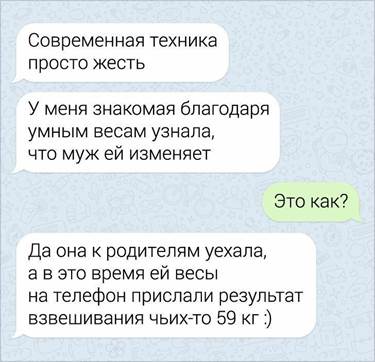 Современная техника
просто жесть
У меня знакомая благодаря
умным весам узнала,
что муж ей изменяет
Это как?
Да она к родителям уехала,
а в это время ей весы
на телефон прислали результат
взвешивания чьих-то 59 кг :)